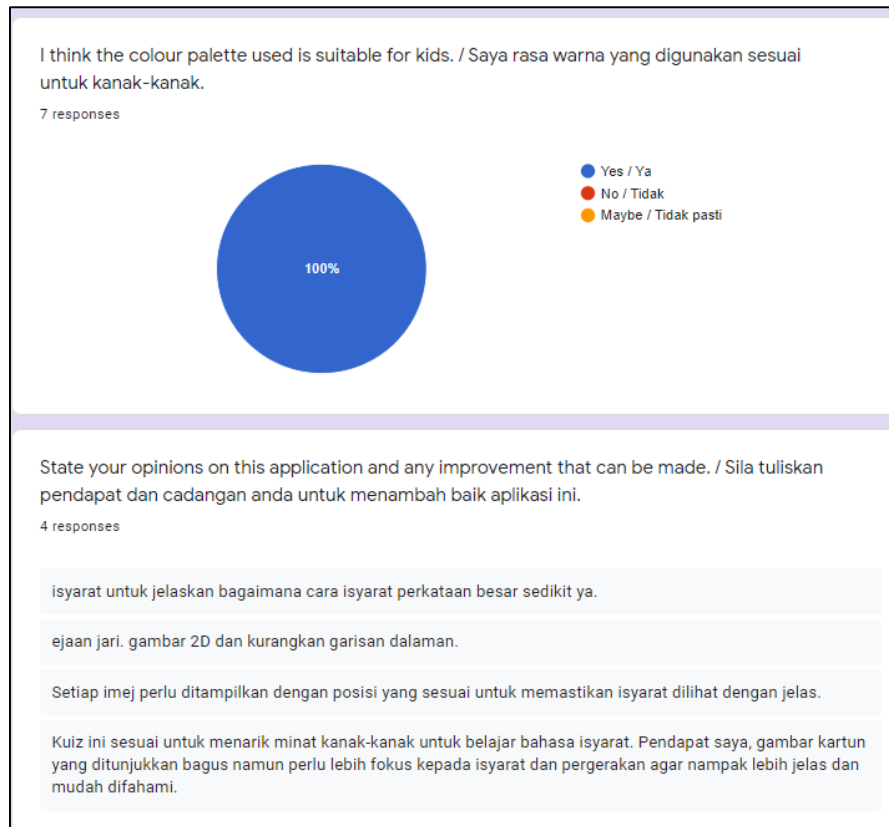 I think the colour palette used is suitable for kids. / Saya rasa warna yang digunakan sesuai
untuk kanak-kanak.
7 responses
100%
Yes / Ya
No / Tidak
Maybe / Tidak pasti
State your opinions on this application and any improvement that can be made. / Sila tuliskan
pendapat dan cadangan anda untuk menambah baik aplikasi ini.
4 responses
isyarat untuk jelaskan bagaimana cara isyarat perkataan besar sedikit ya.
ejaan jari. gambar 2D dan kurangkan garisan dalaman.
Setiap imej perlu ditampilkan dengan posisi yang sesuai untuk memastikan isyarat dilihat dengan jelas.
Kuiz ini sesuai untuk menarik minat kanak-kanak untuk belajar bahasa isyarat. Pendapat saya, gambar kartun
yang ditunjukkan bagus namun perlu lebih fokus kepada isyarat dan pergerakan agar nampak lebih jelas dan
mudah difahami.